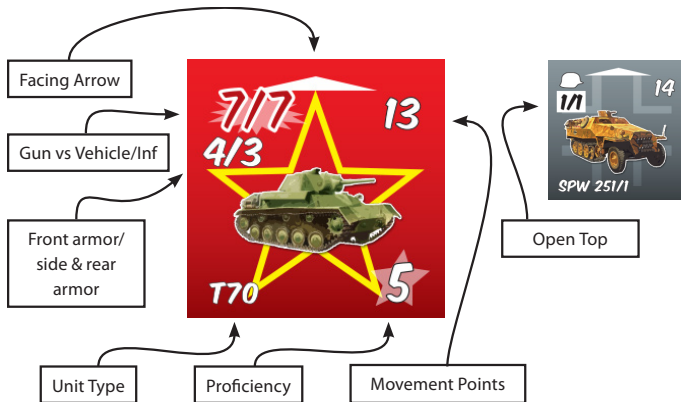 Facing Arrow
Gun vs Vehicle/Inf
Front armor/
side & rear
armor
7/7
13
4/3
T70
5
1/1
14
SPW 251/1
Open Top
Unit Type
Proficiency
Movement Points